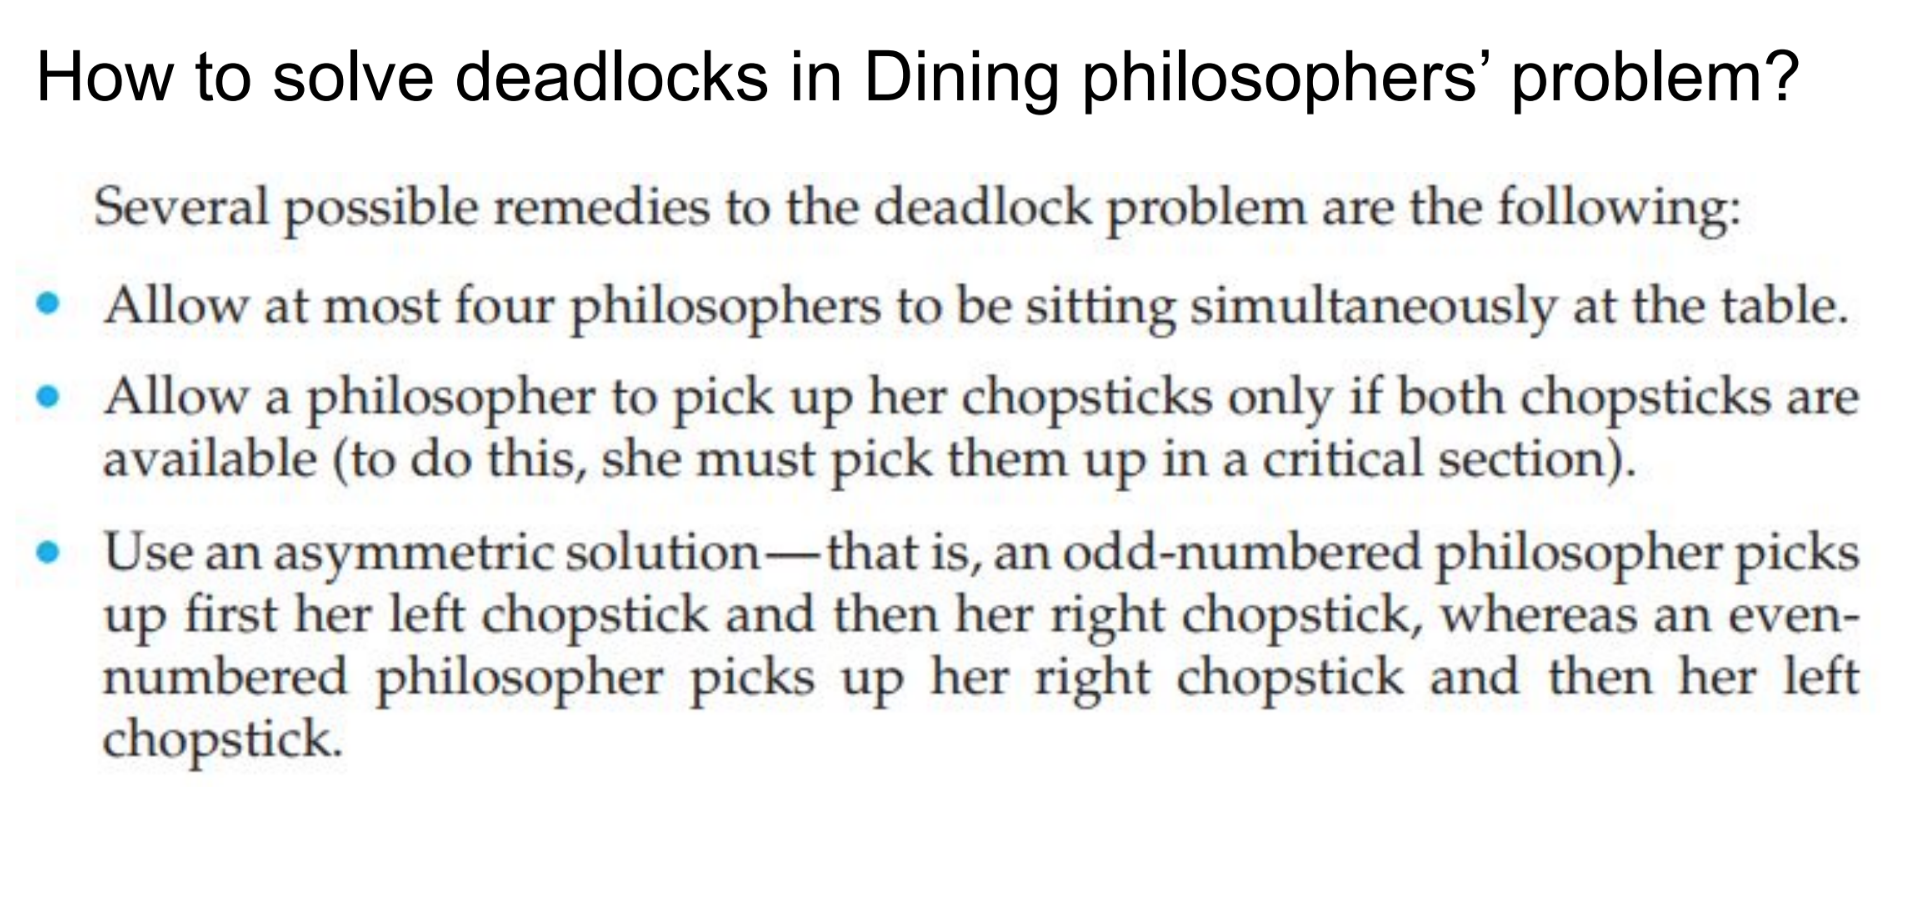 How to solve deadlocks in Dining philosophers’ problem?
Several possible remedies to the deadlock problem are the following:
• Allow at most four philosophers to be sitting simultaneously at the table.
• Allow a philosopher to pick up her chopsticks only if both chopsticks are
available (to do this, she must pick them up in a critical section).
• Use an asymmetric solution—that is, an odd-numbered philosopher picks
up first her left chopstick and then her right chopstick, whereas an even-
numbered philosopher picks up her right chopstick and then her left
chopstick.